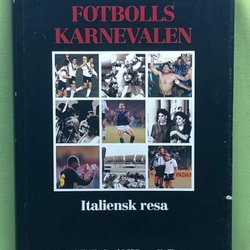 FOTBOLLS
KARNEVALEN
Italiensk resa